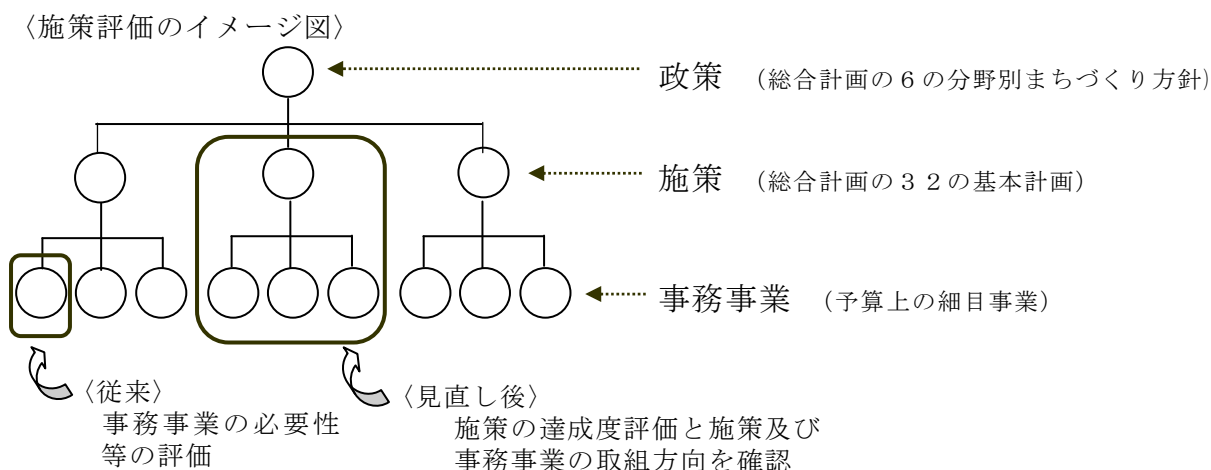 〈施策評価のイメージ図〉
政策 （総合計画の６の分野別まちづくり方針）
施策 （総合計画の３２の基本計画）
事務事業 （予算上の細目事業）
〈従来〉
事務事業の必要性
等の評価
〈見直し後〉
施策の達成度評価と施策及び
事務事業の取組方向を確認